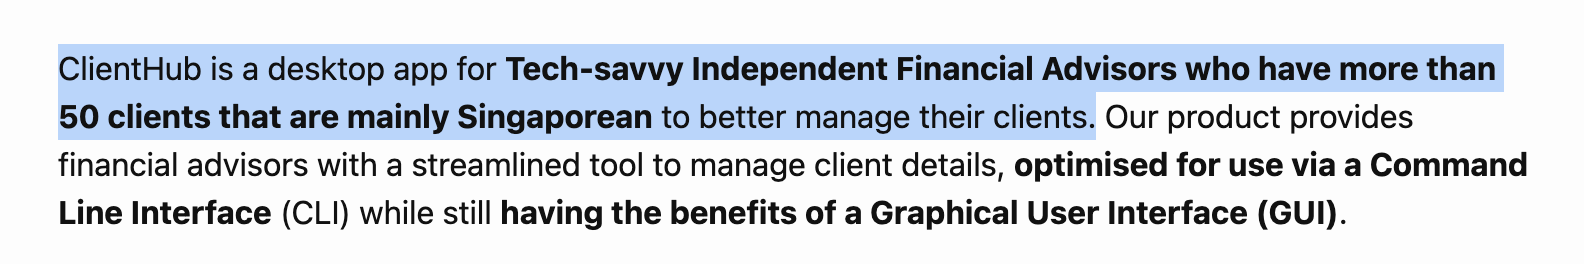 ClientHub is a desktop app for Tech-savvy Independent Financial Advisors who have more than
50 clients that are mainly Singaporean to better manage their clients. Our product provides
financial advisors with a streamlined tool to manage client details, optimised for use via a Command
Line Interface (CLI) while still having the benefits of a Graphical User Interface (GUI).